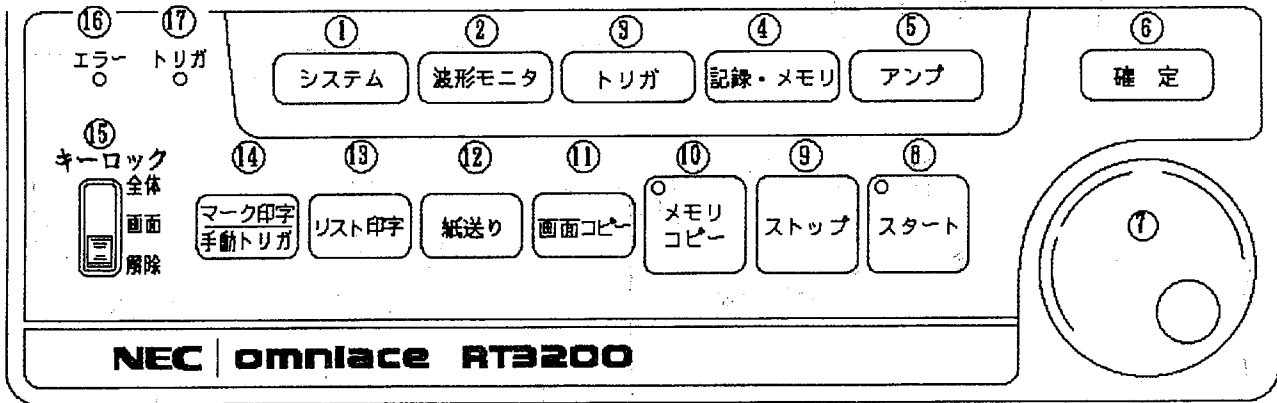 ⑯ ⑰
エラー トリガ
① ② ③ ④ ⑤ ⑥
システム 波形モニタ トリガ 記録・メモリ アンプ 確 定
⑮
キーロック
全体
画面
解除
⑭ ⑬ ⑫ ⑪ ⑩ ⑨ ⑧
マーク印字
手動トリガ
リスト印字
紙送り
画面コピー
メモリ
コピー
ストップ
スタート
⑦
NEC omniace RT3200